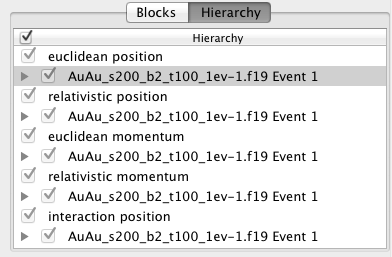 Blocks Hierarchy
Hierarchy
euclidean position
AuAu_s200_b2_t100_1ev-1.f19 Event 1
relativistic position
AuAu_s200_b2_t100_1ev-1.f19 Event 1
euclidean momentum
AuAu_s200_b2_t100_1ev-1.f19 Event 1
relativistic momentum
AuAu_s200_b2_t100_1ev-1.f19 Event 1
interaction position
AuAu_s200_b2_t100_1ev-1.f19 Event 1